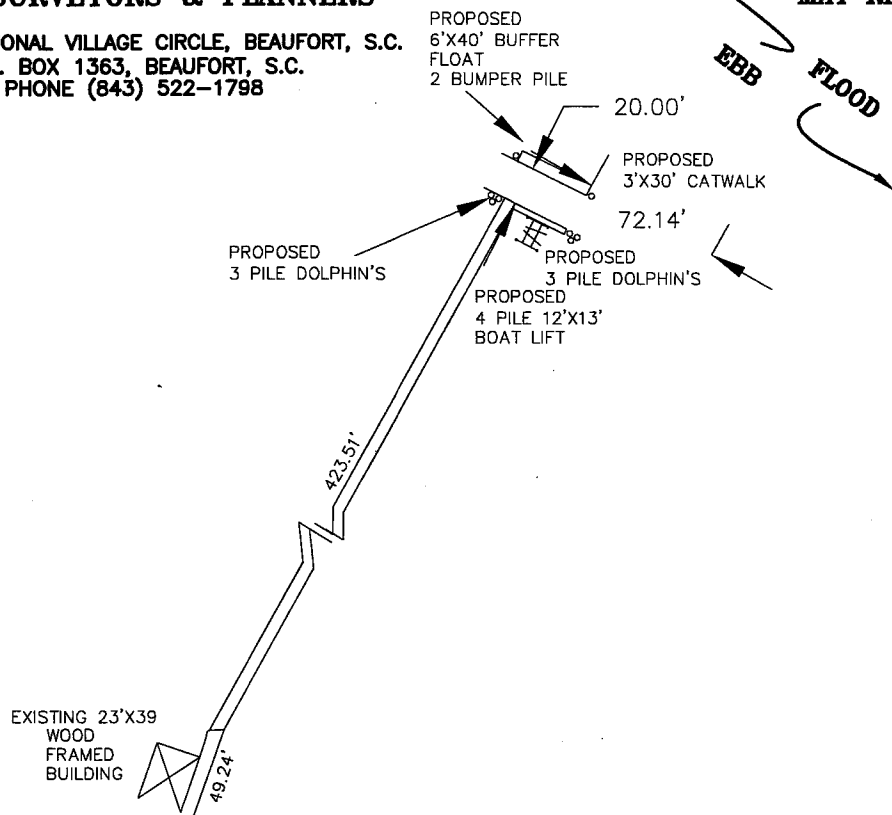 SURVEYORS & PLANNERS
ONAL VILLAGE CIRCLE, BEAUFORT, S.C.
. BOX 1363, BEAUFORT, S.C.
PHONE (843) 522-1798
PROPOSED
6'X40' BUFFER
FLOAT
2 BUMPER PILE
EBB
FLOOD
20.00'
PROPOSED
3'X30' CATWALK
72.14'
PROPOSED
3 PILE DOLPHIN'S
PROPOSED
3 PILE DOLPHIN'S
PROPOSED
4 PILE 12'X13'
BOAT LIFT
423.51'
EXISTING 23'X39
WOOD
FRAMED
BUILDING
49.24'